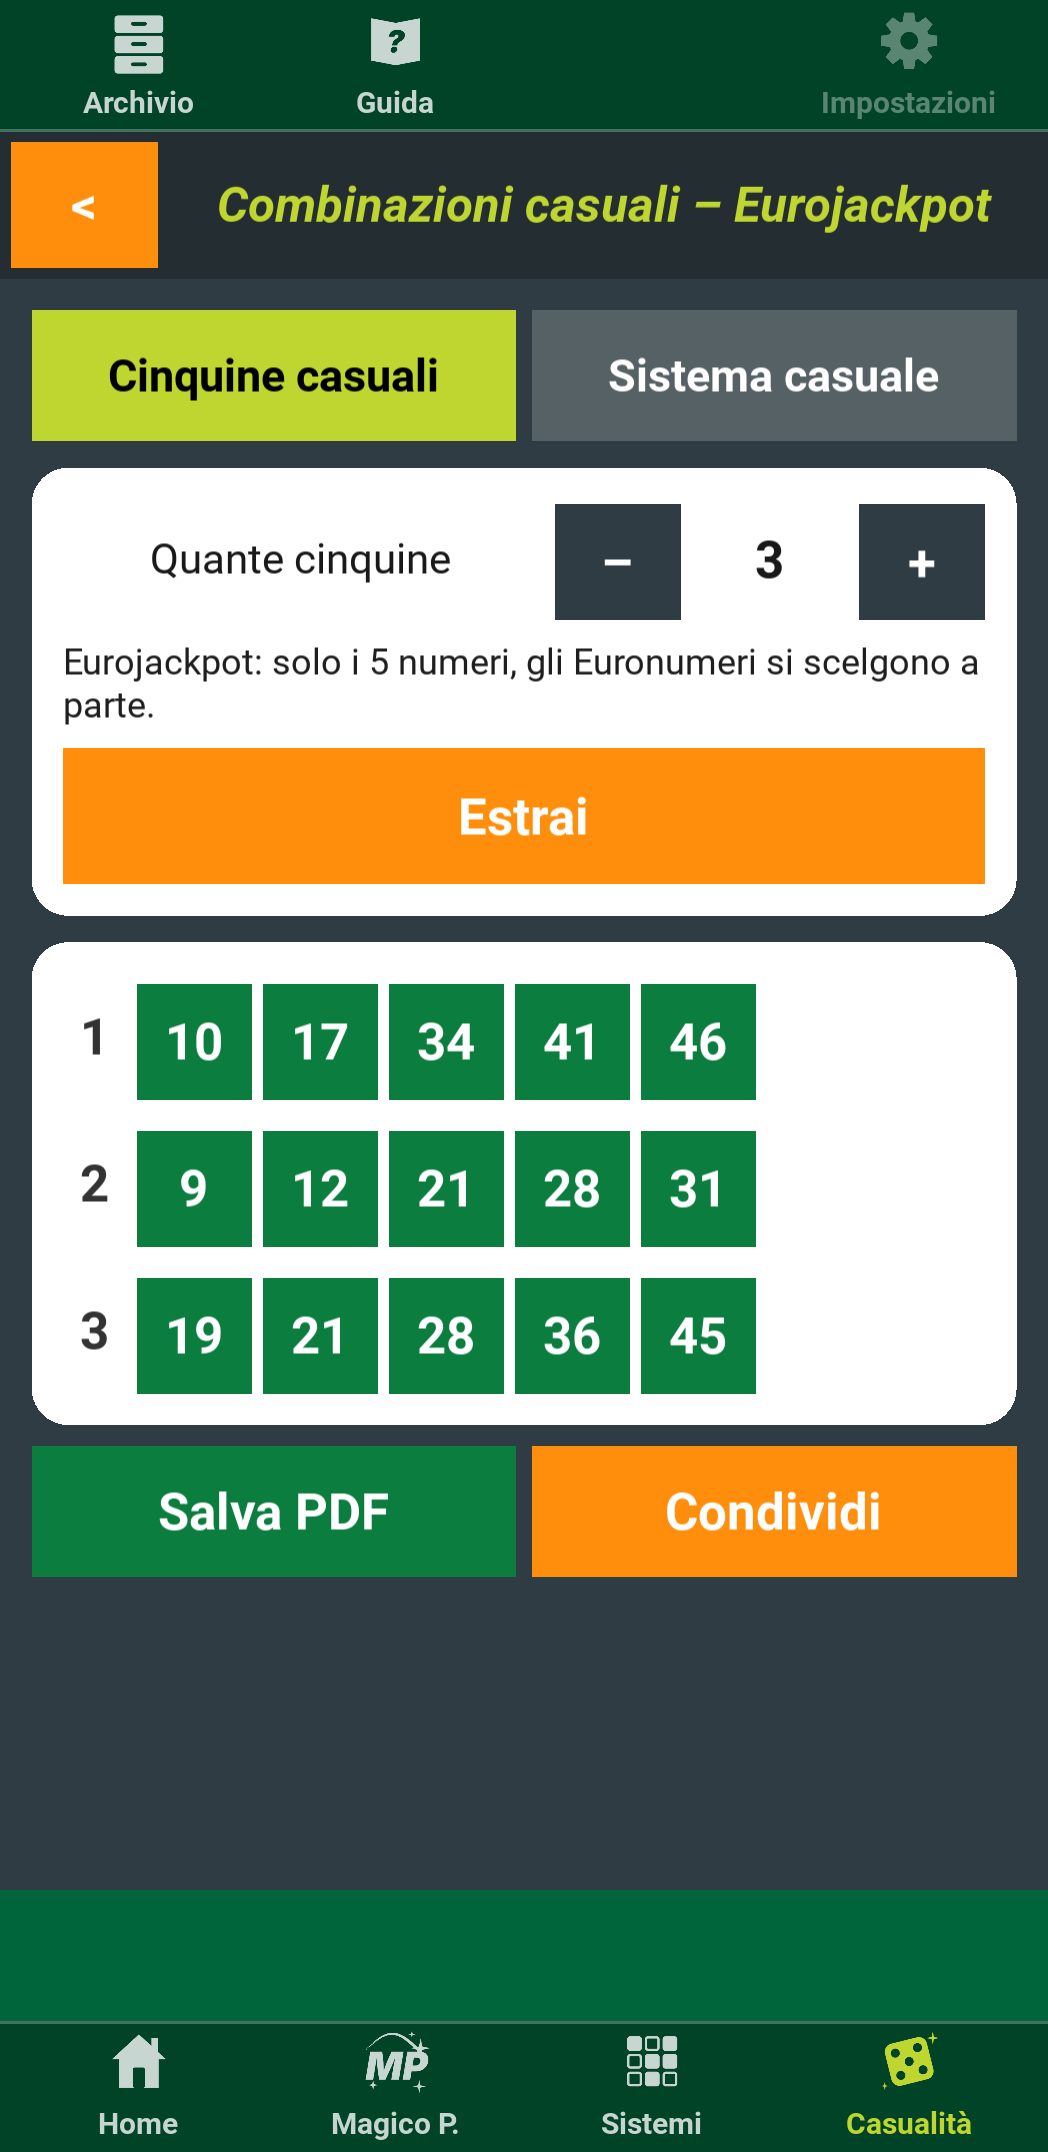 Archivio Guida Impostazioni
< Combinazioni casuali – Eurojackpot
Cinquine casuali Sistema casuale
Quante cinquine – 3 +
Eurojackpot: solo i 5 numeri, gli Euronumeri si scelgono a
parte.
Estrai
1 10 17 34 41 46
2 9 12 21 28 31
3 19 21 28 36 45
Salva PDF Condividi
MP
Home Magico P. Sistemi Casualità